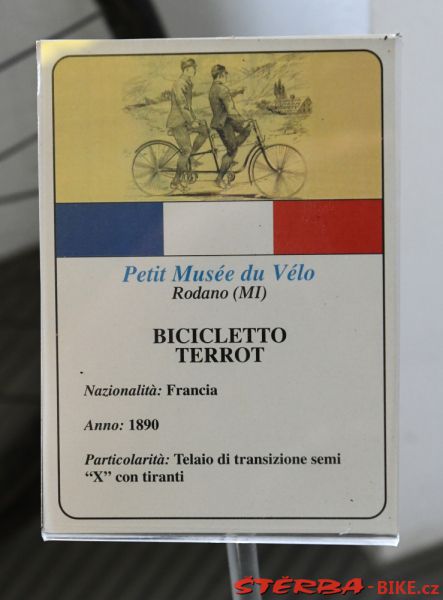 Petit Musée du Vélo
Rodano (MI)
BICICLETTO
TERROT
Nazionalità: Francia
Anno: 1890
Particolarità: Telaio di transizione semi
“X” con tiranti
ŠTĚRBA-BIKE.cz